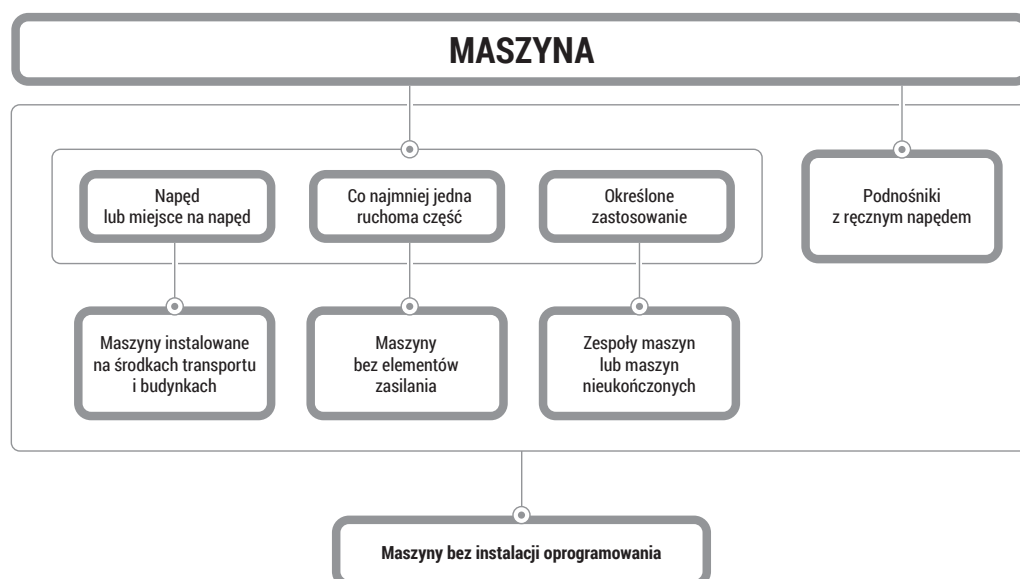 MASZYNA
Napęd
lub miejsce na napęd
Co najmniej jedna
ruchoma część
Określone
zastosowanie
Podnośniki
z ręcznym napędem
Maszyny instalowane
na środkach transportu
i budynkach
Maszyny
bez elementów
zasilania
Zespoły maszyn
lub maszyn
nieukończonych
Maszyny bez instalacji oprogramowania